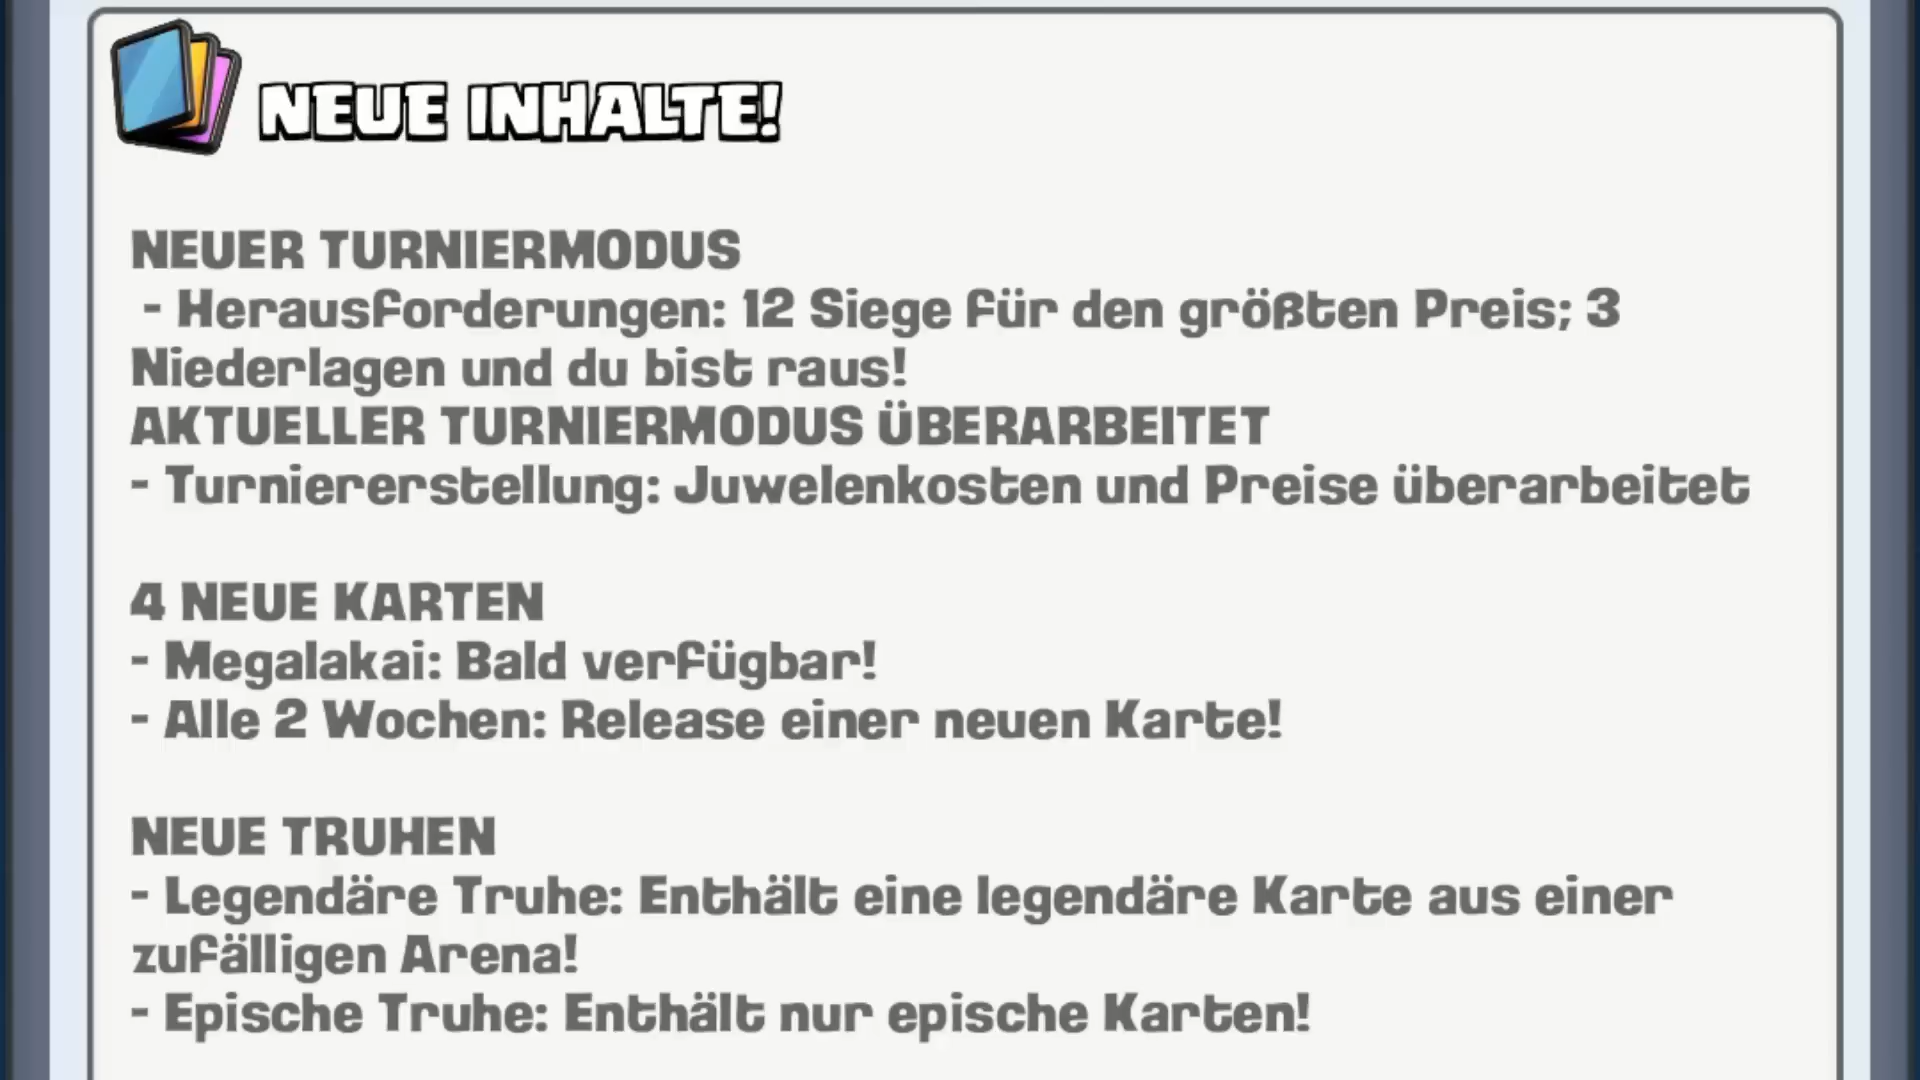 NEUE INHALTE!
NEUER TURNIERMODUS
- Herausforderungen: 12 Siege für den größten Preis; 3
Niederlagen und du bist raus!
AKTUELLER TURNIERMODUS ÜBERARBEITET
- Turniererstellung: Juwelenkosten und Preise überarbeitet
4 NEUE KARTEN
- Megalakai: Bald verfügbar!
- Alle 2 Wochen: Release einer neuen Karte!
NEUE TRUHEN
- Legendäre Truhe: Enthält eine legendäre Karte aus einer
zufälligen Arena!
- Epische Truhe: Enthält nur epische Karten!